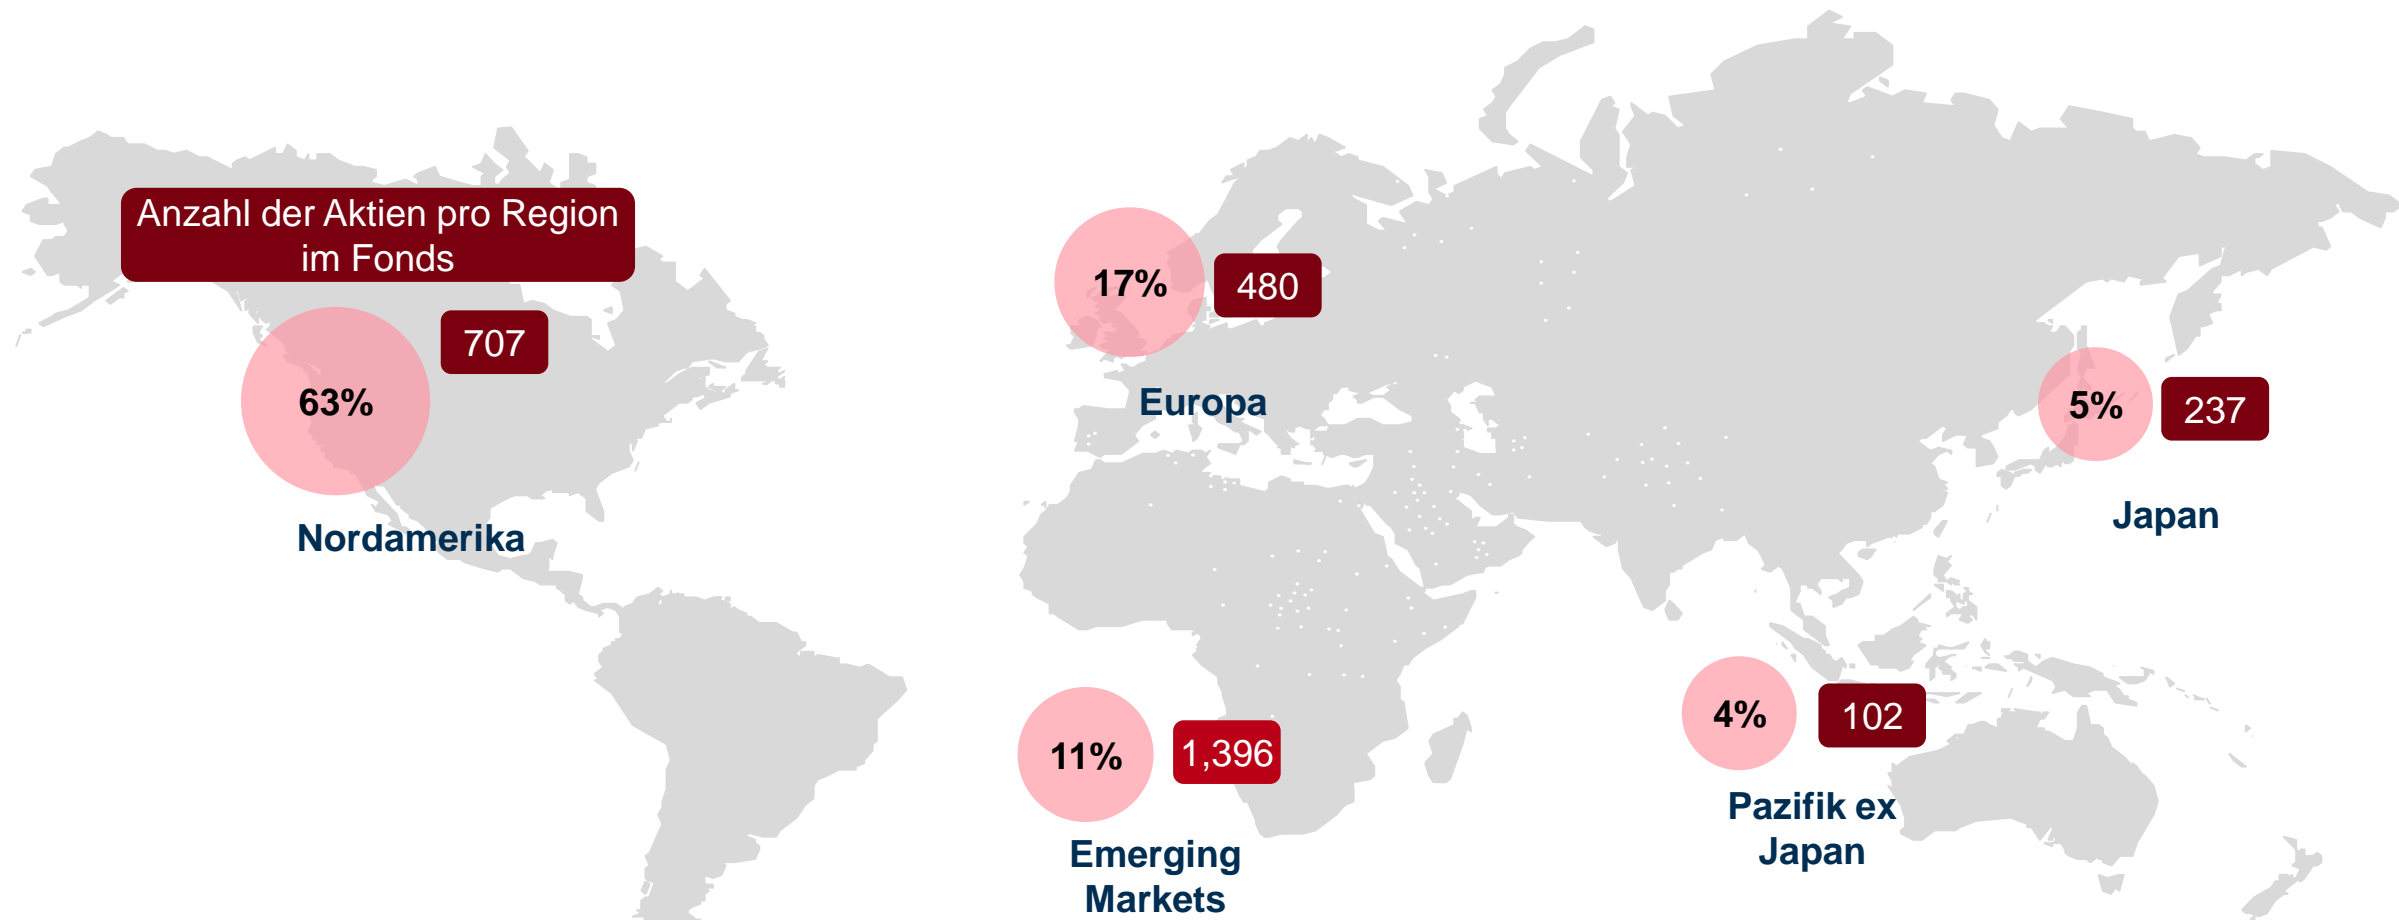 Anzahl der Aktien pro Region
im Fonds
707
63%
Nordamerika
17%
480
Europa
5%
237
Japan
11%
1,396
Emerging
Markets
4%
102
Pazifik ex
Japan